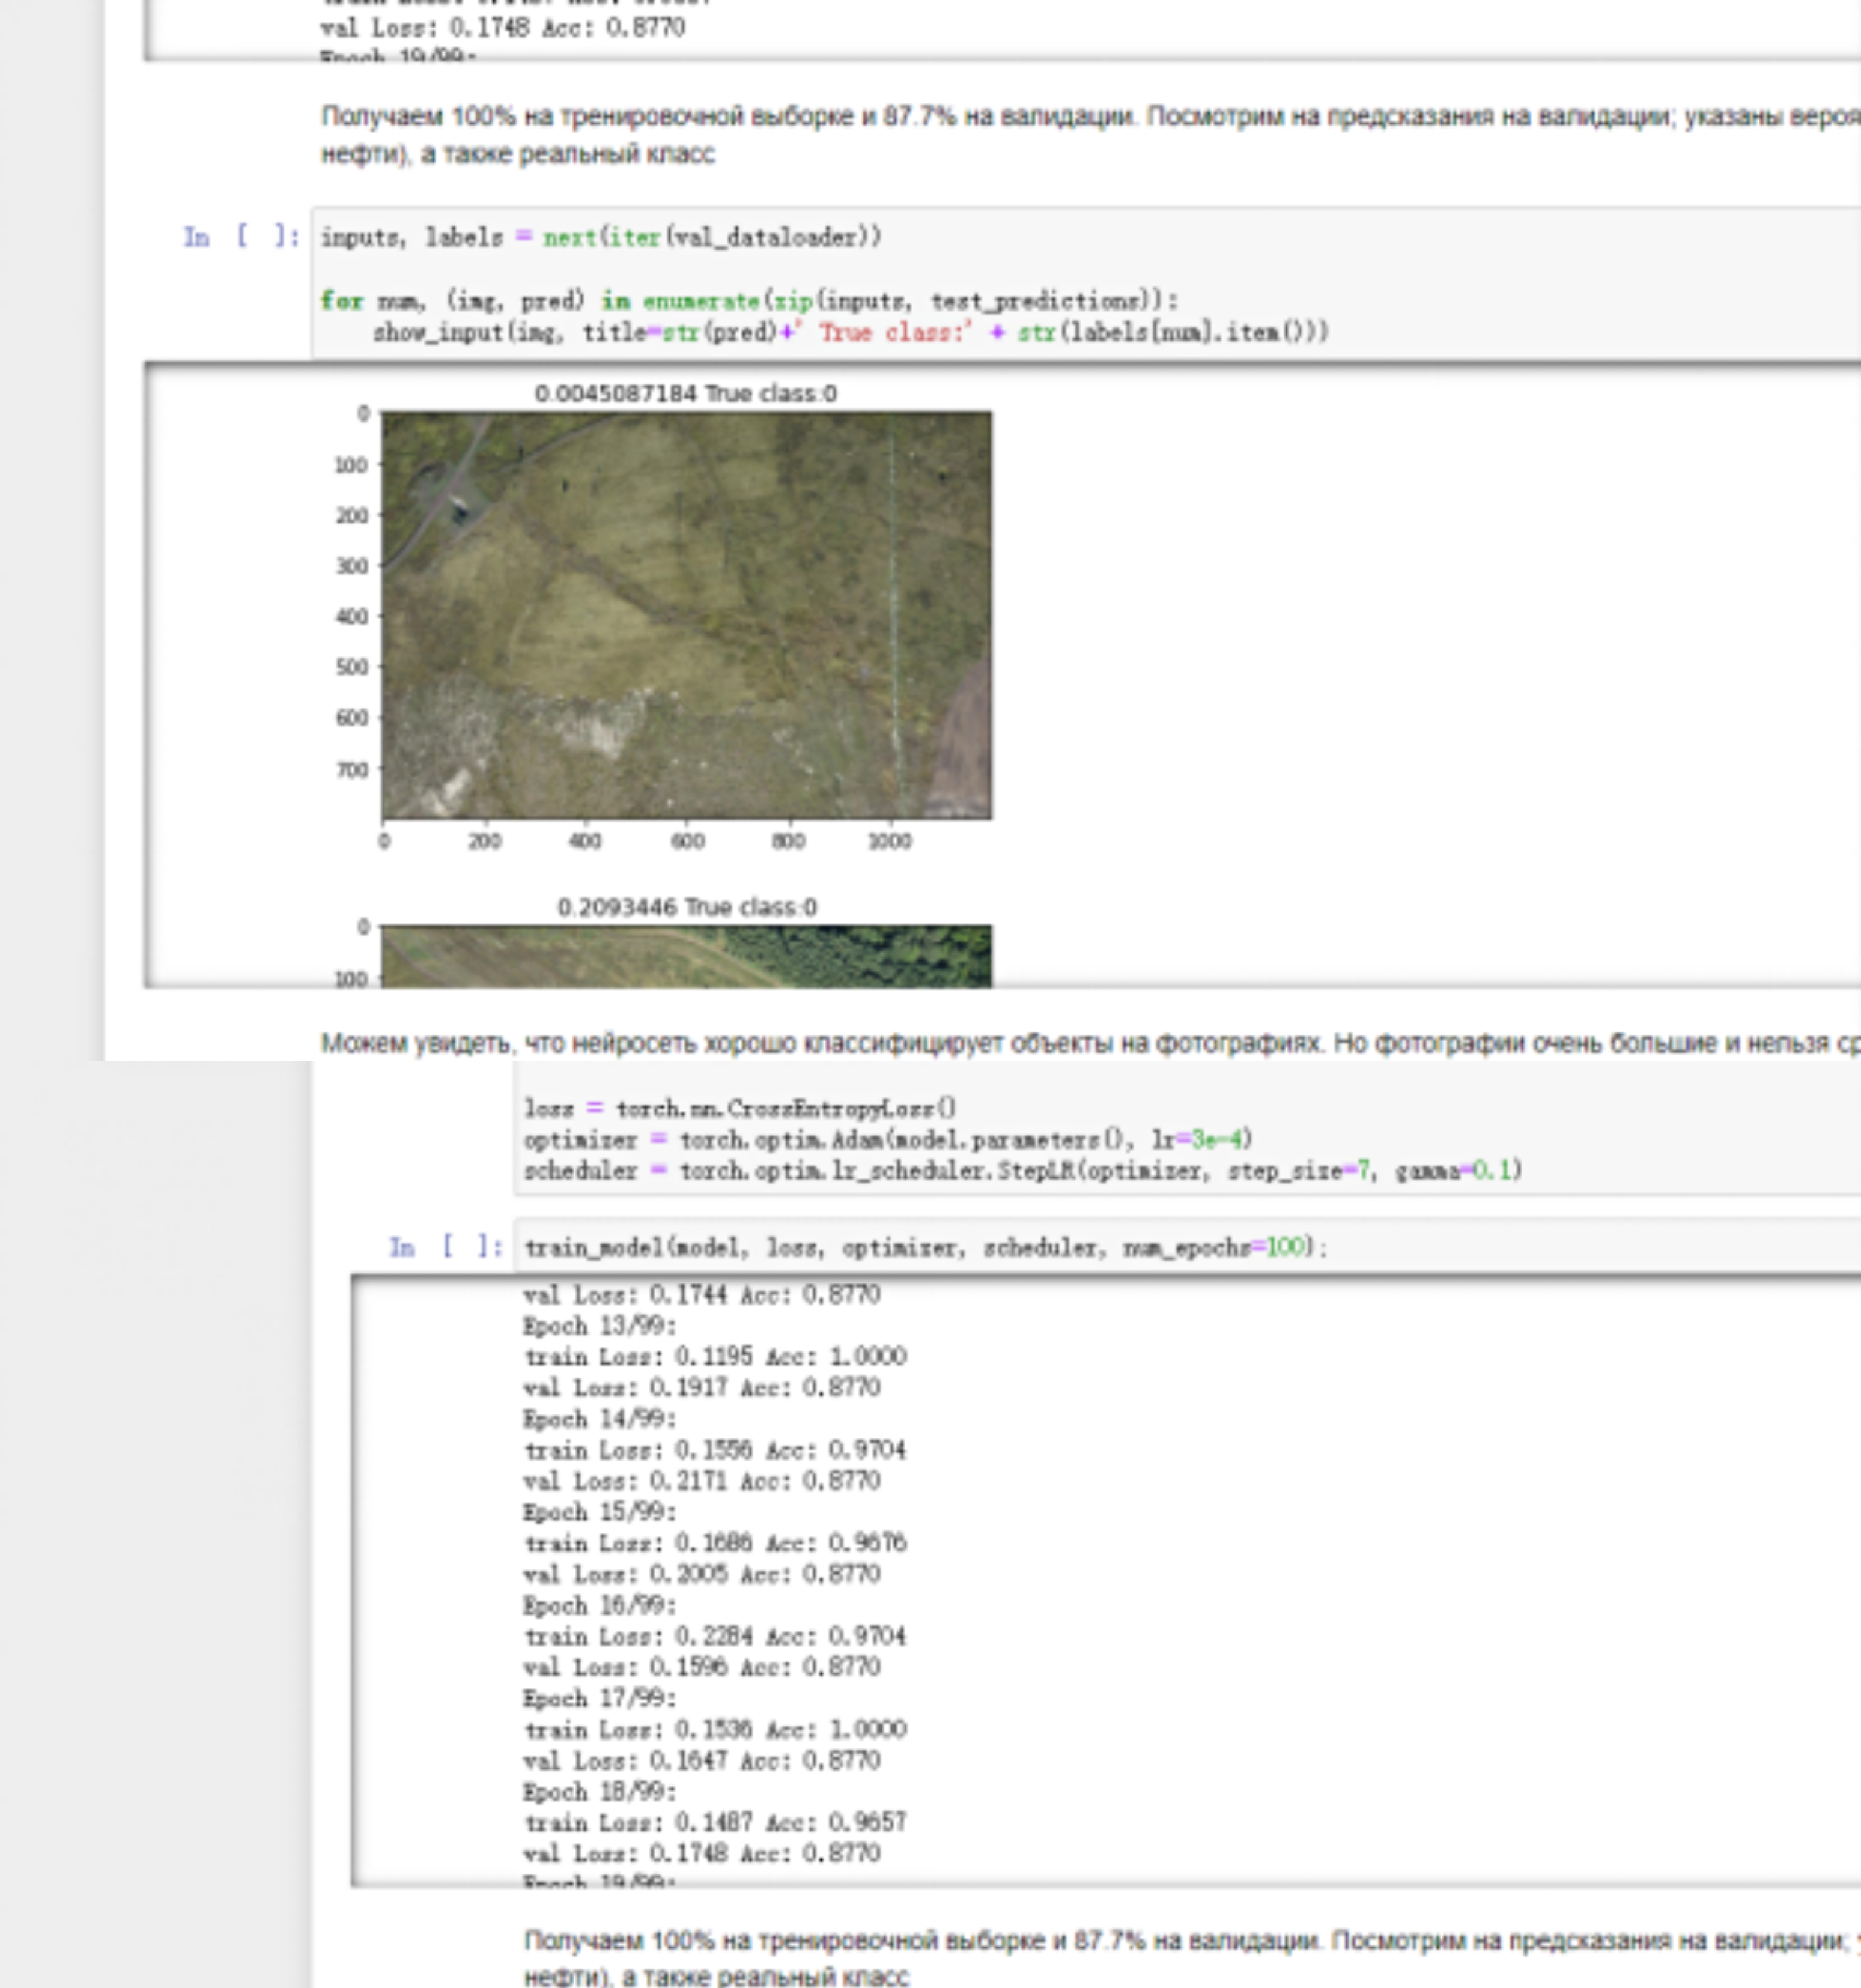 val Loss: 0.1748 Acc: 0.8770
Epoch 19/99:
Получаем 100% на тренировочной выборке и 87.7% на валидации. Посмотрим на предсказания на валидации; указаны
нефти), а также реальный класс
In [ ]: inputs, labels = next(iter(val_dataloader))
for num, (img, pred) in enumerate(zip(inputs, test_predictions)):
show_input(img, title=str(pred)+' True class:' + str(labels[num].item()))
0.0045087184 True class:0
0
100
200
300
400
500
600
700
0 200 400 600 800 1000
0.2093446 True class:0
0
100
Можем увидеть, что нейросеть хорошо классифицирует объекты на фотографиях. Но фотографии очень большие и нельзя
loss = torch.nn.CrossEntropyLoss()
optimizer = torch.optim.Adam(model.parameters(), lr=3e-4)
scheduler = torch.optim.lr_scheduler.StepLR(optimizer, step_size=7, gamma=0.1)
In [ ]: train_model(model, loss, optimizer, scheduler, num_epochs=100);
val Loss: 0.1744 Acc: 0.8770
Epoch 13/99:
train Loss: 0.1195 Acc: 1.0000
val Loss: 0.1917 Acc: 0.8770
Epoch 14/99:
train Loss: 0.1556 Acc: 0.9704
val Loss: 0.2171 Acc: 0.8770
Epoch 15/99:
train Loss: 0.1686 Acc: 0.9676
val Loss: 0.2005 Acc: 0.8770
Epoch 16/99:
train Loss: 0.2284 Acc: 0.9704
val Loss: 0.1596 Acc: 0.8770
Epoch 17/99:
train Loss: 0.1536 Acc: 1.0000
val Loss: 0.1647 Acc: 0.8770
Epoch 18/99:
train Loss: 0.1487 Acc: 0.9657
val Loss: 0.1748 Acc: 0.8770
Epoch 19/99:
Получаем 100% на тренировочной выборке и 87.7% на валидации. Посмотрим на предсказания на валидации;
нефти), а также реальный класс